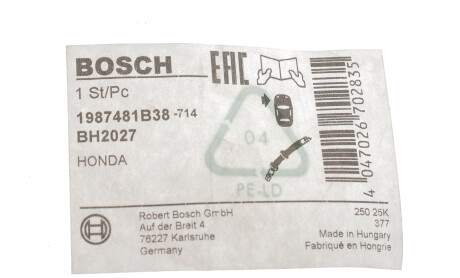 BOSCH
EAC
1 St/Pc
1987481B38 -714
BH2027
HONDA
04
PE-LD
4 047026 702835
Robert Bosch GmbH
Auf der Breit 4
76227 Karlsruhe
Germany
250 25K
377
Made in Hungary
Fabriqué en Hongrie